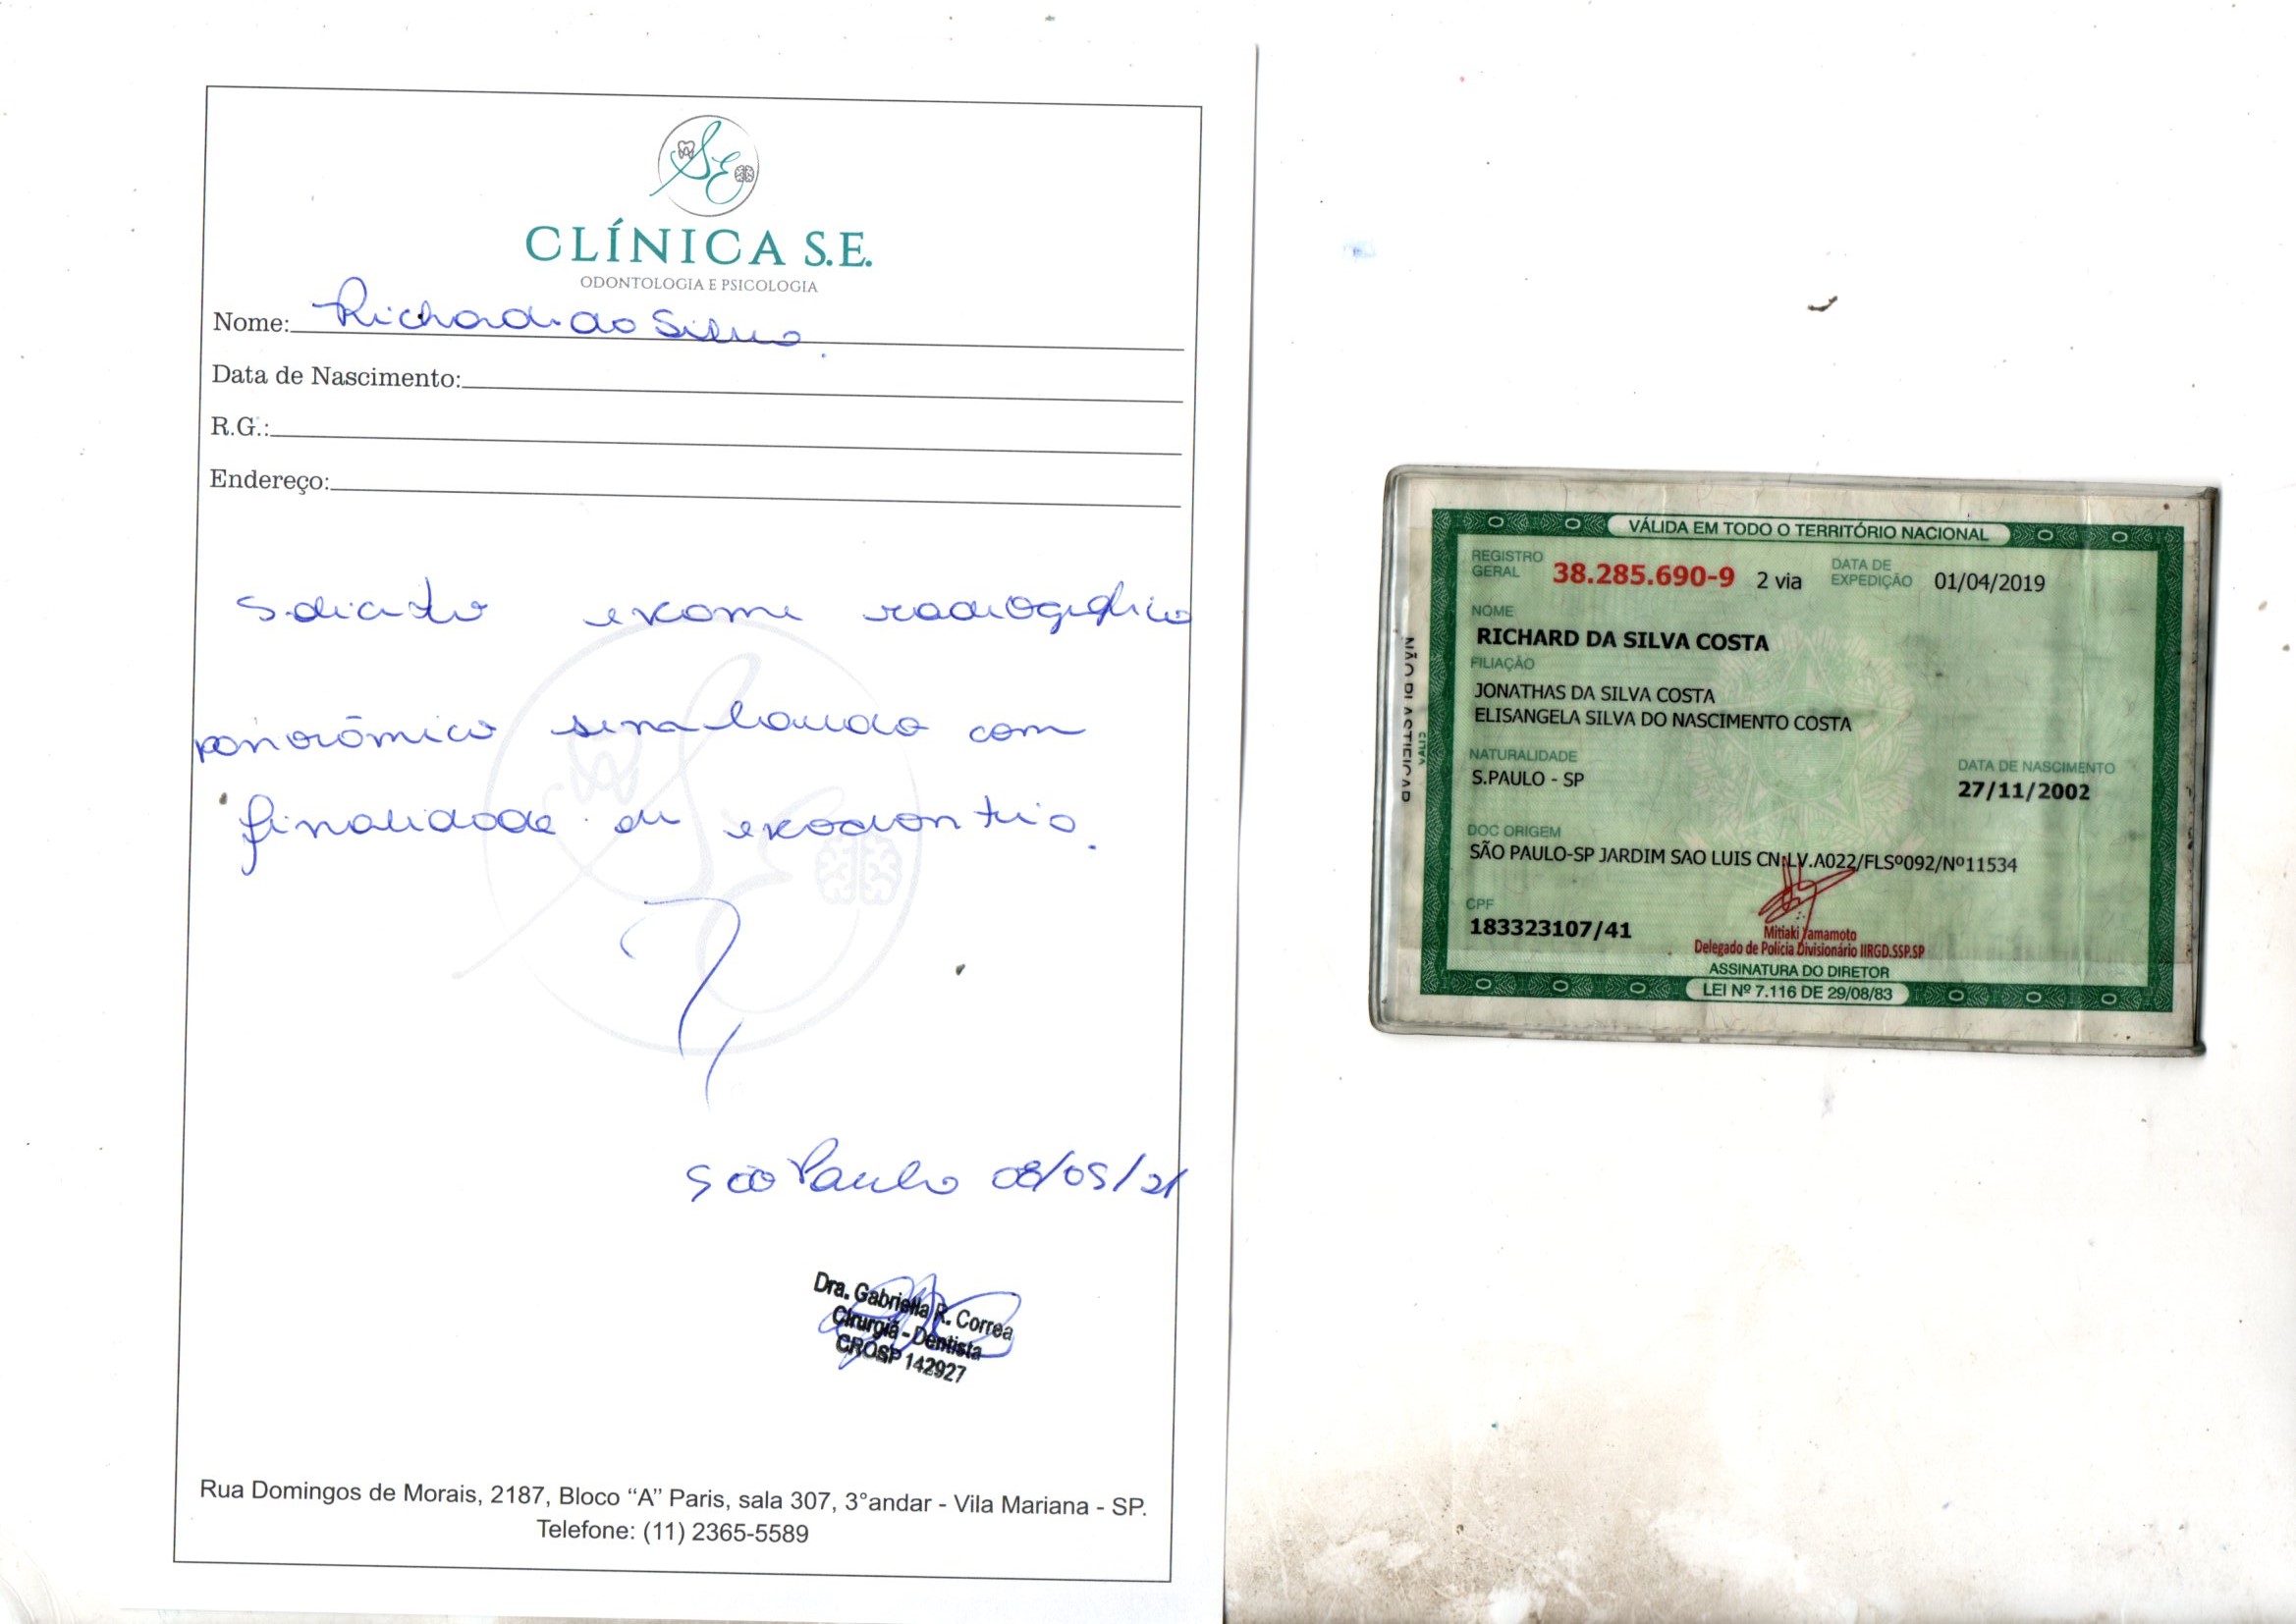 SE
CLÍNICA S.E.
ODONTOLOGIA E PSICOLOGIA
Nome: Richard da Silva
Data de Nascimento:
R.G.:
Endereço:
Solicito exame radiográfico
panorâmico com
finalidade de exodontia.
São Paulo 08/05/21
Dra. Gabriella R. Correa
Cirurgiã - Dentista
CROSP 142927
Rua Domingos de Morais, 2187, Bloco “A” Paris, sala 307, 3°andar - Vila Mariana - SP.
Telefone: (11) 2365-5589
VÁLIDA EM TODO O TERRITÓRIO NACIONAL
REGISTRO GERAL 38.285.690-9 2 via DATA DE EXPEDIÇÃO 01/04/2019
NOME
RICHARD DA SILVA COSTA
FILIAÇÃO
JONATHAS DA SILVA COSTA
ELISANGELA SILVA DO NASCIMENTO COSTA
NATURALIDADE DATA DE NASCIMENTO
S.PAULO - SP 27/11/2002
DOC ORIGEM
SÃO PAULO-SP JARDIM SAO LUIS CN:LV.A022/FLSº092/Nº11534
CPF
183323107/41
Mitiaki Yamamoto
Delegado de Polícia Divisionário IIRGD.SSP.SP
ASSINATURA DO DIRETOR
LEI Nº 7.116 DE 29/08/83
NÃO PLASTIFICAR